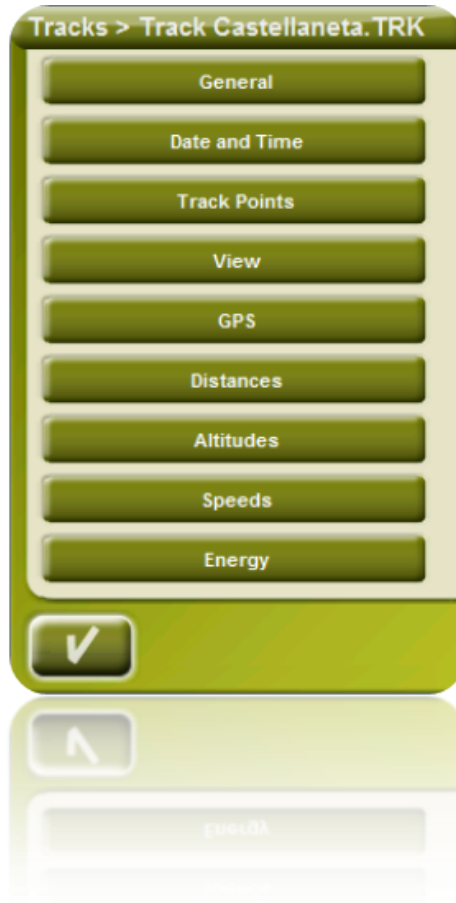 Tracks > Track Castellaneta.TRK
General
Date and Time
Track Points
View
GPS
Distances
Altitudes
Speeds
Energy